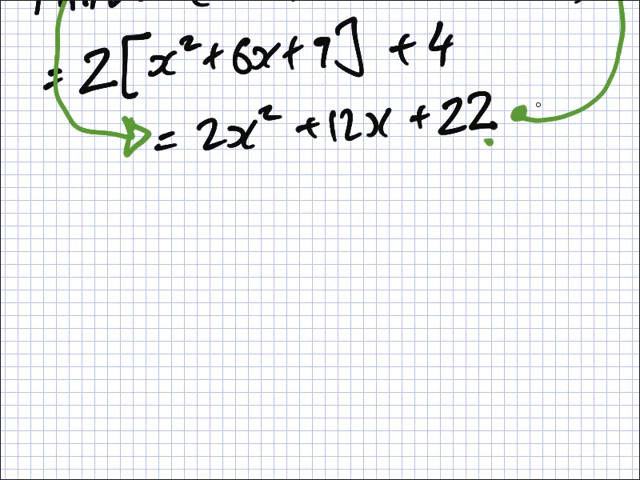 = 2[x² + 6x + 9] + 4
= 2x² + 12x + 22